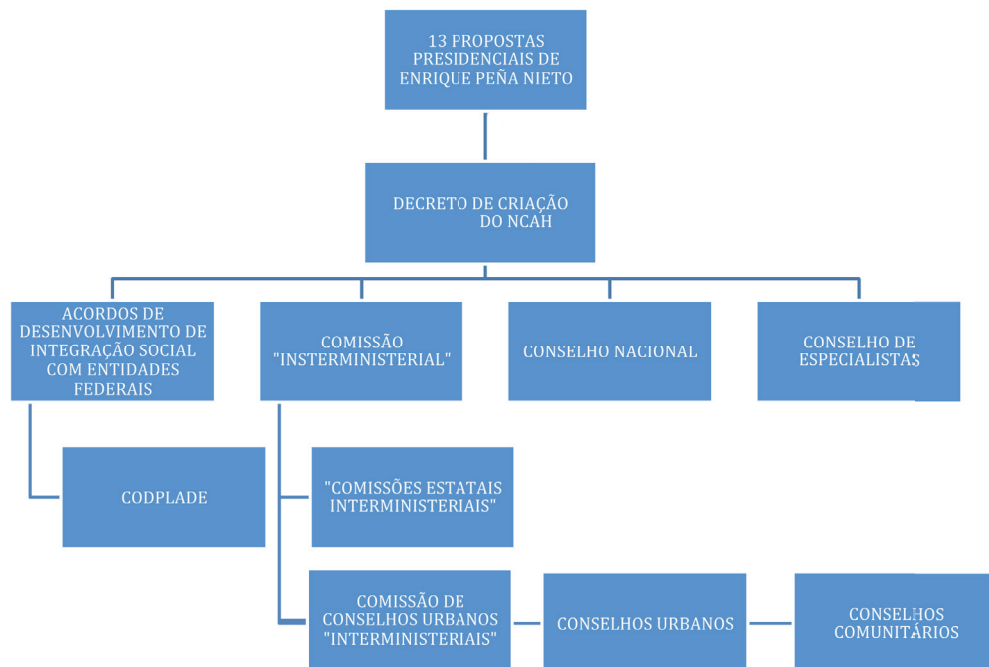 13 PROPOSTAS
PRESIDENCIAIS DE
ENRIQUE PEÑA NIETO
DECRETO DE CRIAÇÃO
DO NCAH
ACORDOS DE
DESENVOLVIMENTO DE
INTEGRAÇÃO SOCIAL
COM ENTIDADES
FEDERAIS
COMISSÃO
"INSTERMINISTERIAL"
CONSELHO NACIONAL
CONSELHO DE
ESPECIALISTAS
CODPLADE
"COMISSÕES ESTATAIS
INTERMINISTERIAIS"
COMISSÃO DE
CONSELHOS URBANOS
"INTERMINISTERIAIS"
CONSELHOS URBANOS
CONSELHOS
COMUNITÁRIOS